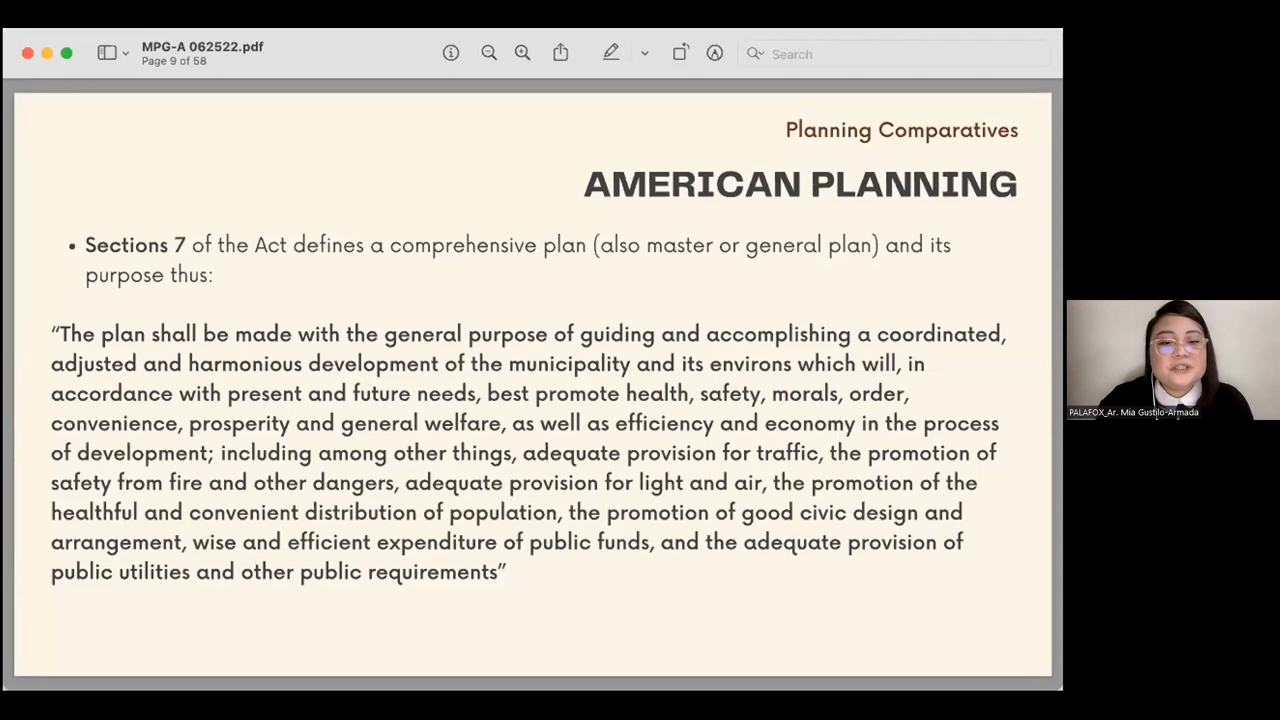 MPG-A 062522.pdf
Page 9 of 58
Search
Planning Comparatives
AMERICAN PLANNING
• Sections 7 of the Act defines a comprehensive plan (also master or general plan) and its
purpose thus:
“The plan shall be made with the general purpose of guiding and accomplishing a coordinated,
adjusted and harmonious development of the municipality and its environs which will, in
accordance with present and future needs, best promote health, safety, morals, order,
convenience, prosperity and general welfare, as well as efficiency and economy in the process
of development; including among other things, adequate provision for traffic, the promotion of
safety from fire and other dangers, adequate provision for light and air, the promotion of the
healthful and convenient distribution of population, the promotion of good civic design and
arrangement, wise and efficient expenditure of public funds, and the adequate provision of
public utilities and other public requirements”
PALAFOX_Ar. Mia Gustilo-Armada